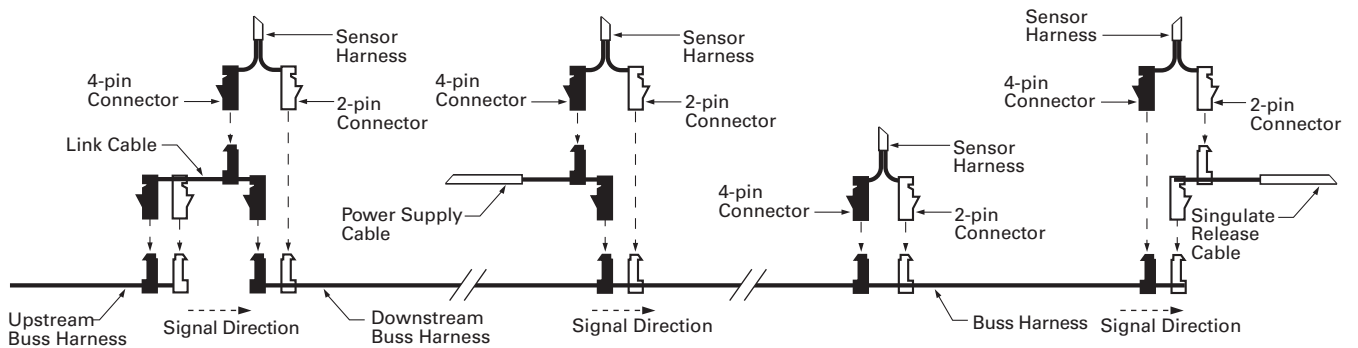 Sensor
Harness
4-pin
Connector
2-pin
Connector
Link Cable
Upstream
Buss Harness
Signal Direction
Downstream
Buss Harness
Sensor
Harness
4-pin
Connector
2-pin
Connector
Power Supply
Cable
Signal Direction
Sensor
Harness
4-pin
Connector
2-pin
Connector
Buss Harness
Sensor
Harness
4-pin
Connector
2-pin
Connector
Singulate
Release
Cable
Signal Direction